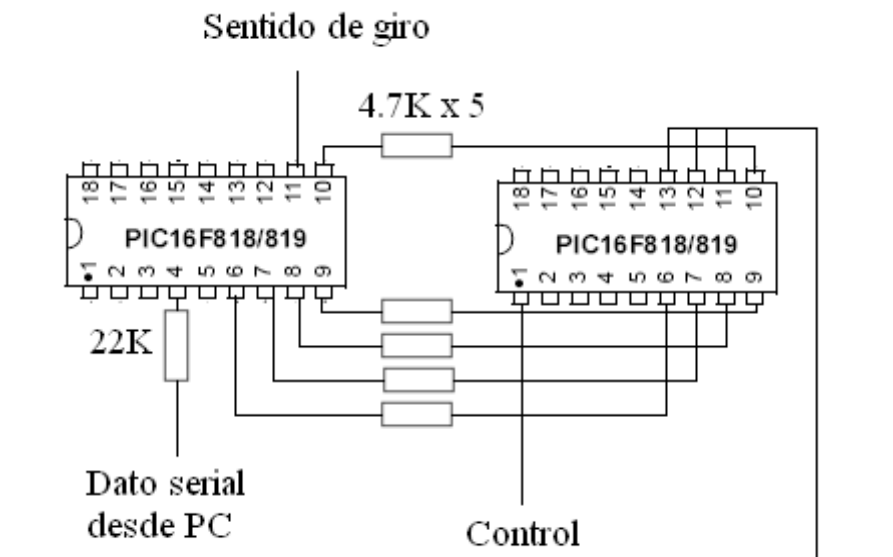 Sentido de giro
4.7K x 5
18 17 16 15 14 13 12 11 10
18 17 16 15 14 13 12 11 10
PIC16F818/819
PIC16F818/819
•1 2 3 4 5 6 7 8 9
•1 2 3 4 5 6 7 8 9
22K
Dato serial
desde PC
Control